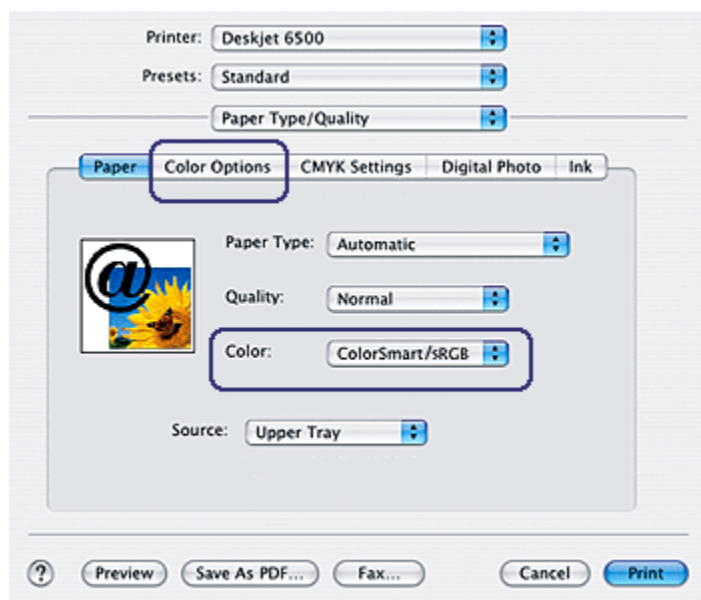 Printer: Deskjet 6500
Presets: Standard
Paper Type/Quality
Paper Color Options CMYK Settings Digital Photo Ink
Paper Type: Automatic
@
Quality: Normal
Color: ColorSmart/sRGB
Source: Upper Tray
? Preview Save As PDF... Fax... Cancel Print